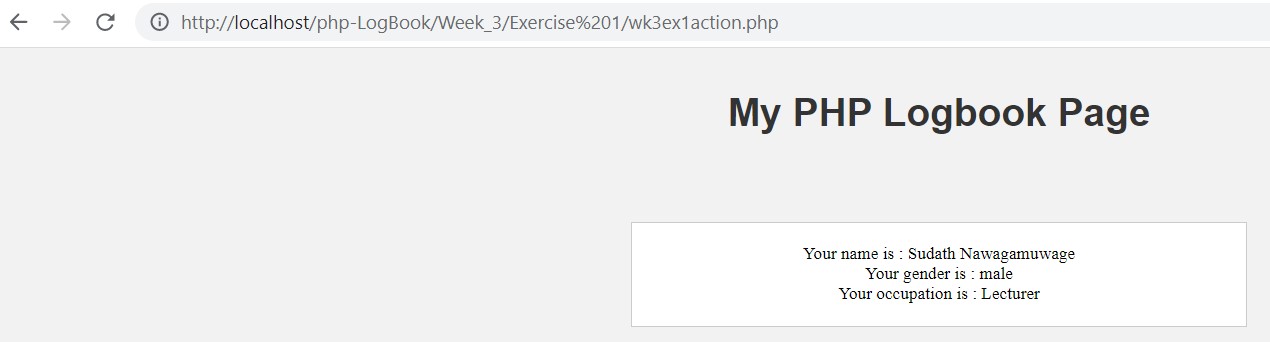 http://localhost/php-LogBook/Week_3/Exercise%201/wk3ex1action.php
My PHP Logbook Page
Your name is : Sudath Nawagamuwage
Your gender is : male
Your occupation is : Lecturer